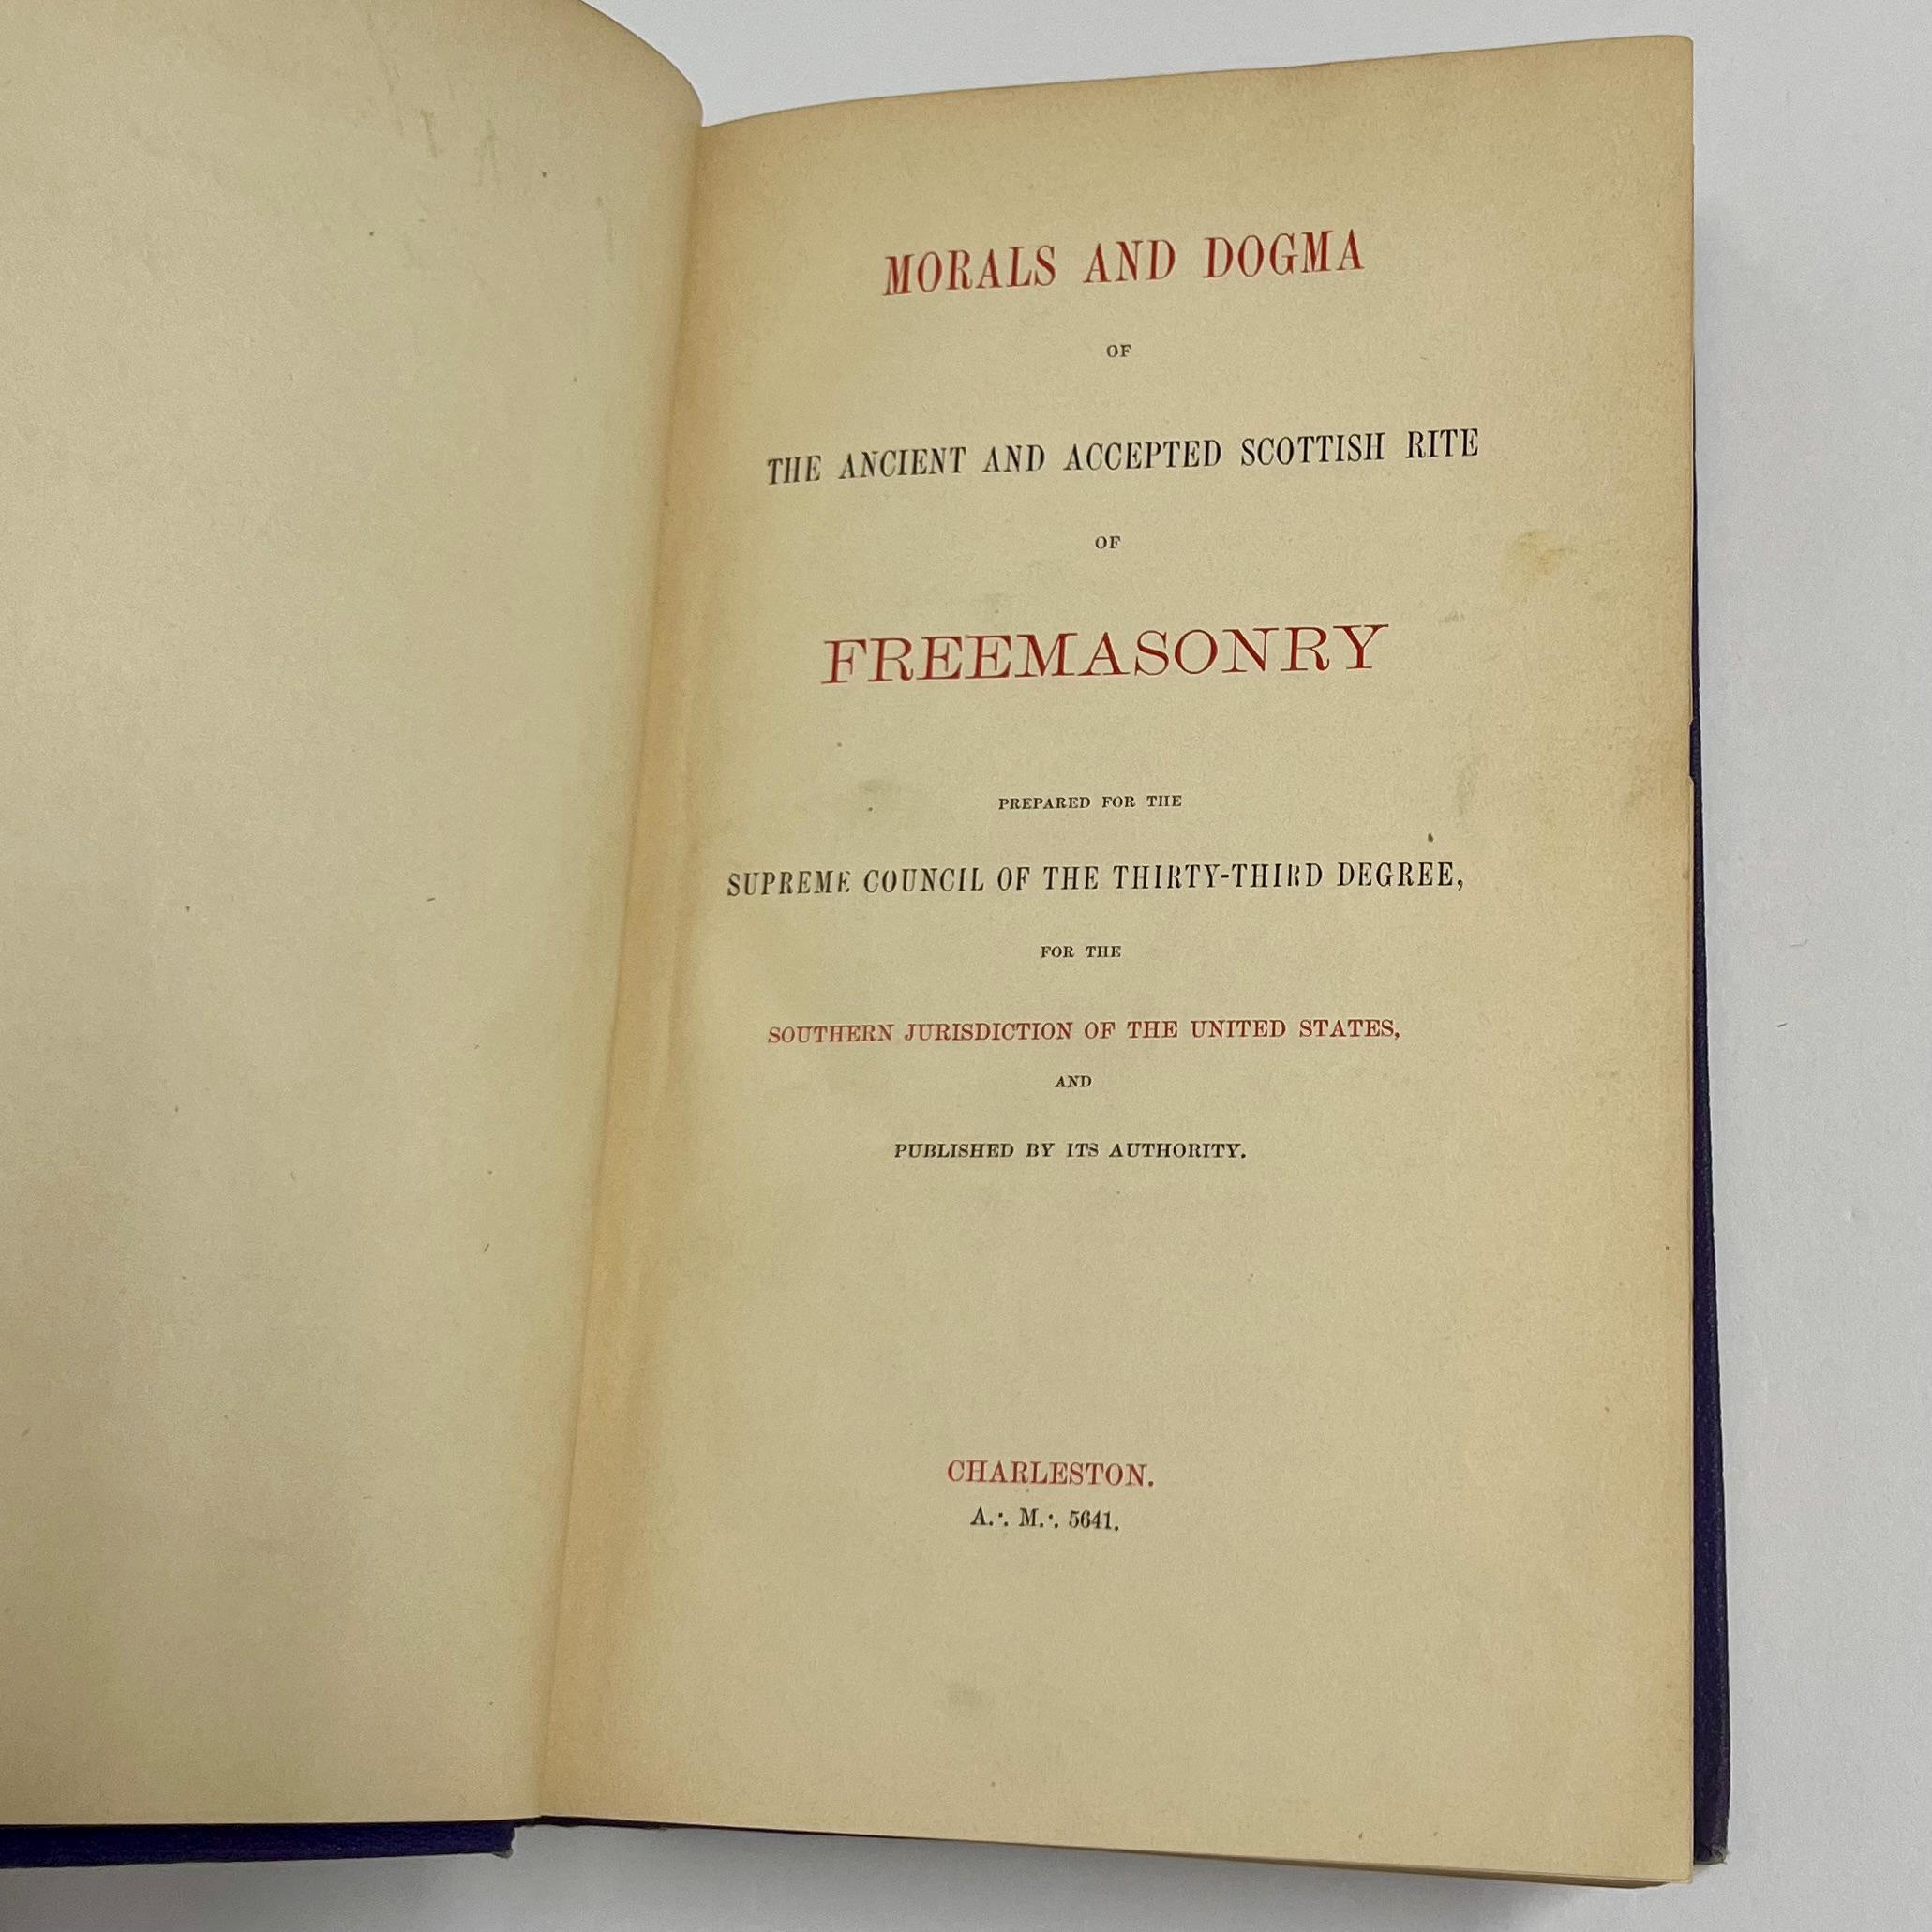 MORALS AND DOGMA
OF
THE ANCIENT AND ACCEPTED SCOTTISH RITE
OF
FREEMASONRY
PREPARED FOR THE
SUPREME COUNCIL OF THE THIRTY-THIRD DEGREE,
FOR THE
SOUTHERN JURISDICTION OF THE UNITED STATES,
AND
PUBLISHED BY ITS AUTHORITY.
CHARLESTON.
A.·. M.·. 5641.